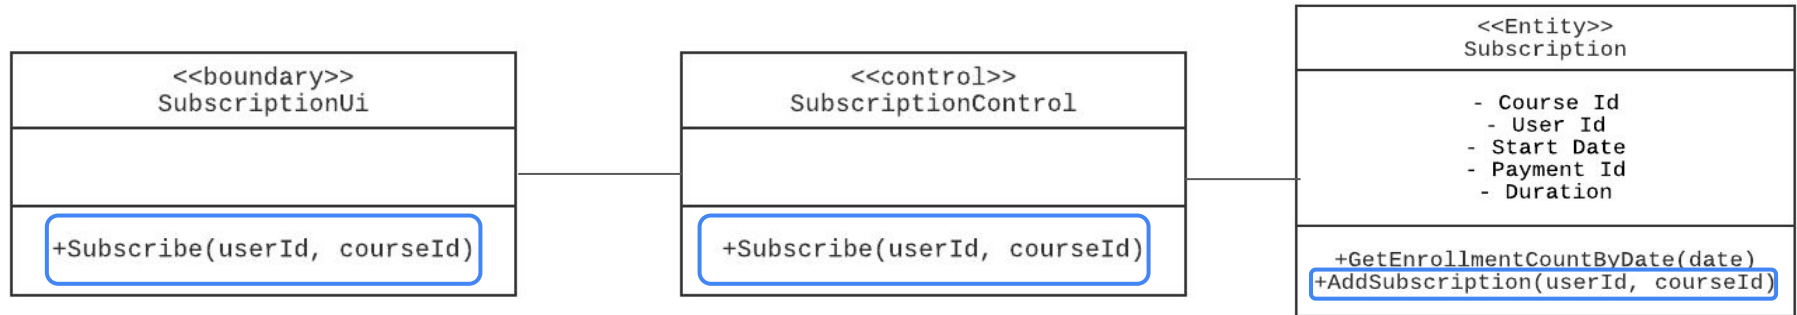 <<boundary>>
SubscriptionUi
+Subscribe(userId, courseId)
<<control>>
SubscriptionControl
+Subscribe(userId, courseId)
<<Entity>>
Subscription
- Course Id
- User Id
- Start Date
- Payment Id
- Duration
+GetEnrollmentCountByDate(date)
+AddSubscription(userId, courseId)